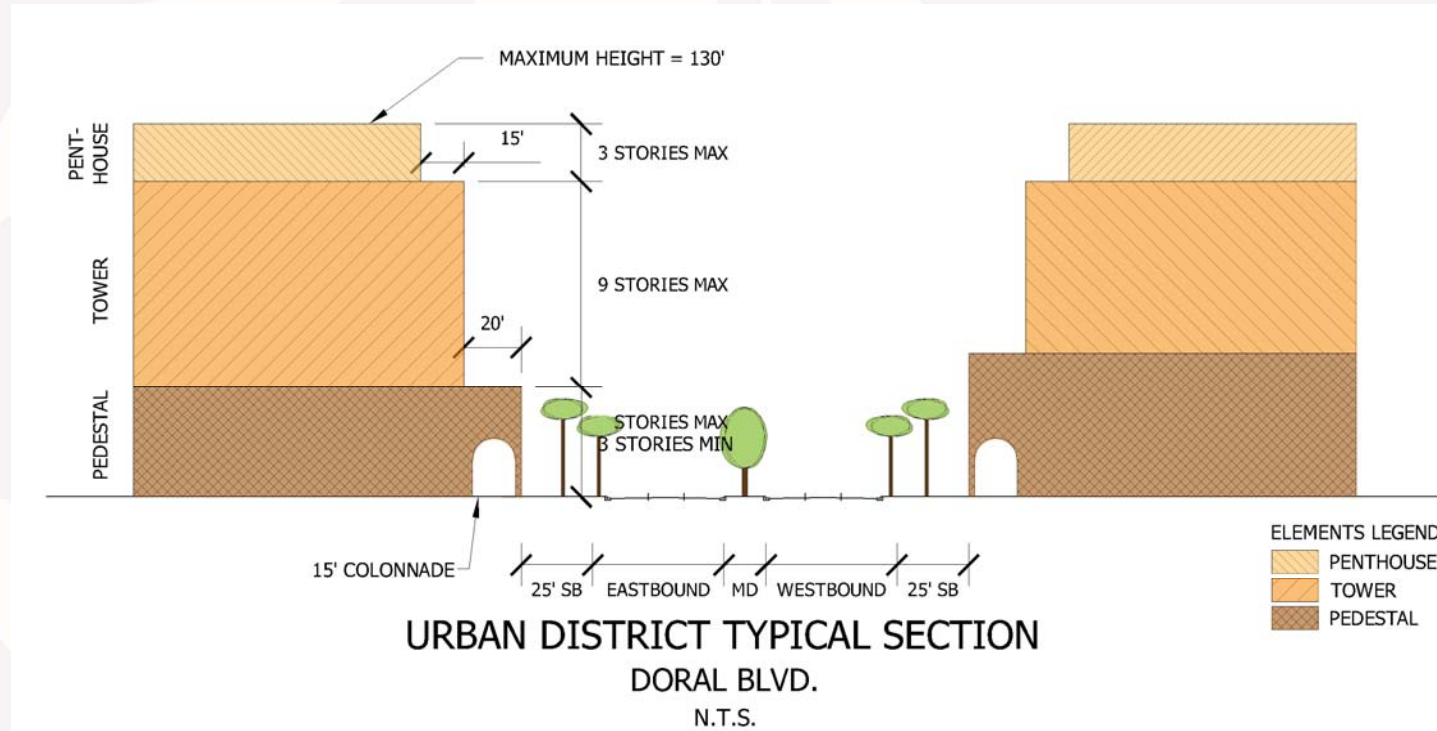 MAXIMUM HEIGHT = 130'
PENT-
HOUSE
15'
3 STORIES MAX
TOWER
9 STORIES MAX
20'
PEDESTAL
STORIES MAX
3 STORIES MIN
15' COLONNADE
25' SB
EASTBOUND
MD
WESTBOUND
25' SB
ELEMENTS LEGEND
PENTHOUSE
TOWER
PEDESTAL
URBAN DISTRICT TYPICAL SECTION
DORAL BLVD.
N.T.S.